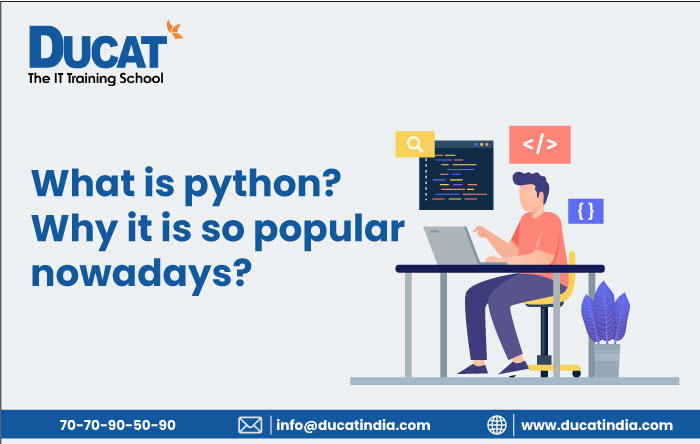 DUCAT
The IT Training School
</>
What is python?
{ }
Why it is so popular
nowadays?
70-70-90-50-90
info@ducatindia.com
www.ducatindia.com